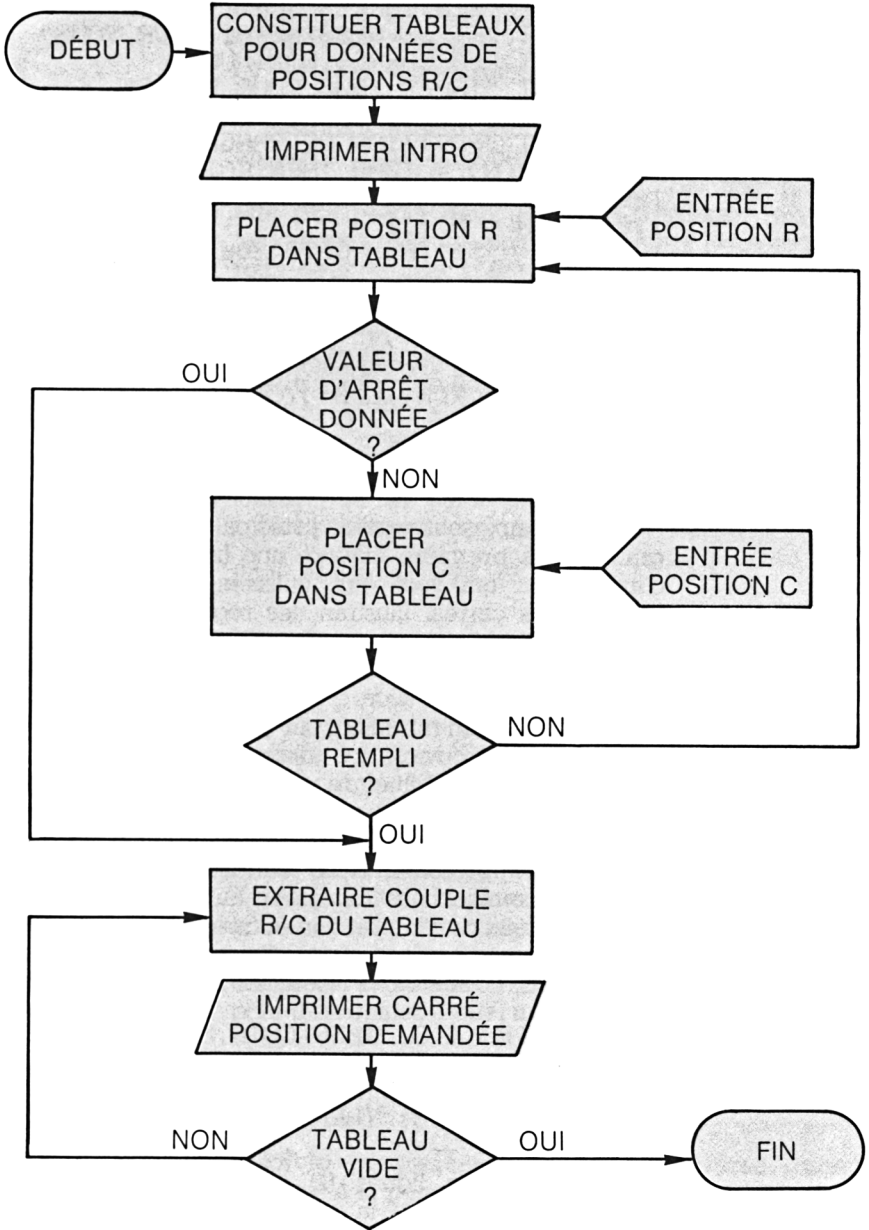 DÉBUT
CONSTITUER TABLEAUX
POUR DONNÉES DE
POSITIONS R/C
IMPRIMER INTRO
PLACER POSITION R
DANS TABLEAU
ENTRÉE
POSITION R
VALEUR
D'ARRÊT
DONNÉE
?
OUI
NON
PLACER
POSITION C
DANS TABLEAU
ENTRÉE
POSITION C
TABLEAU
REMPLI
?
NON
OUI
EXTRAIRE COUPLE
R/C DU TABLEAU
IMPRIMER CARRÉ
POSITION DEMANDÉE
TABLEAU
VIDE
?
NON
OUI
FIN